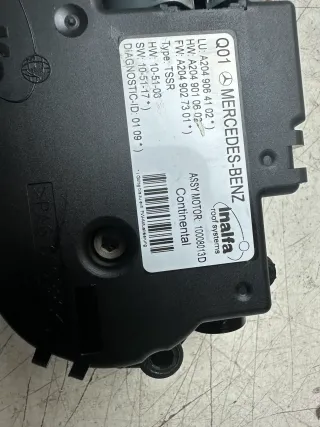 Q01 MERCEDES-BENZ
LU: A204 906 41 02 *)
HW: A204 901 06 02
FW: A204 902 73 01 *)
Type: TSSR
HW: 10-51-00
SW: 10-51-17 *)
DIAGNOSTIC-ID: 01 09 *)
inalfa
roof systems
ASSY.MOTOR: 10008013 D
Continental